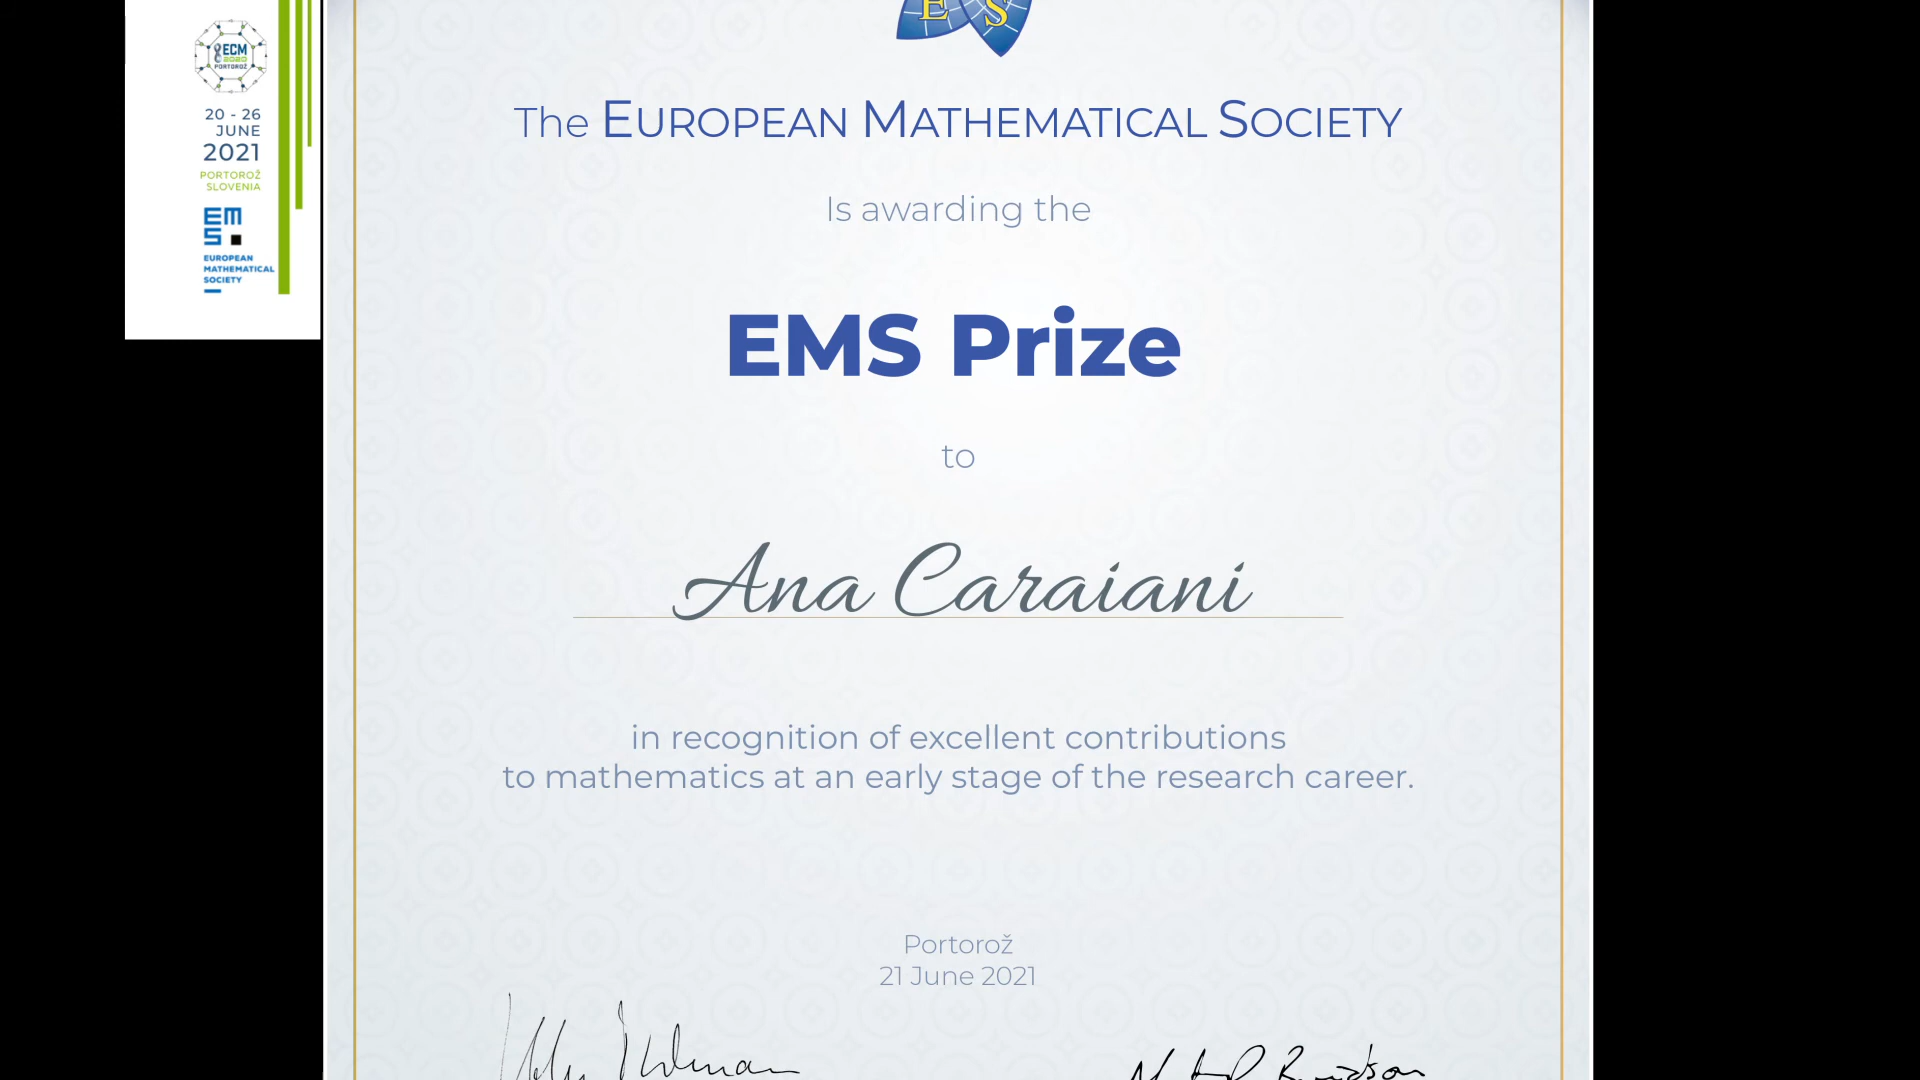 ECM
2020
PORTOROŽ
20 - 26
JUNE
2021
PORTOROŽ
SLOVENIA
EMS
EUROPEAN
MATHEMATICAL
SOCIETY
E S
The EUROPEAN MATHEMATICAL SOCIETY
Is awarding the
EMS Prize
to
Ana Caraiani
in recognition of excellent contributions
to mathematics at an early stage of the research career.
Portorož
21 June 2021